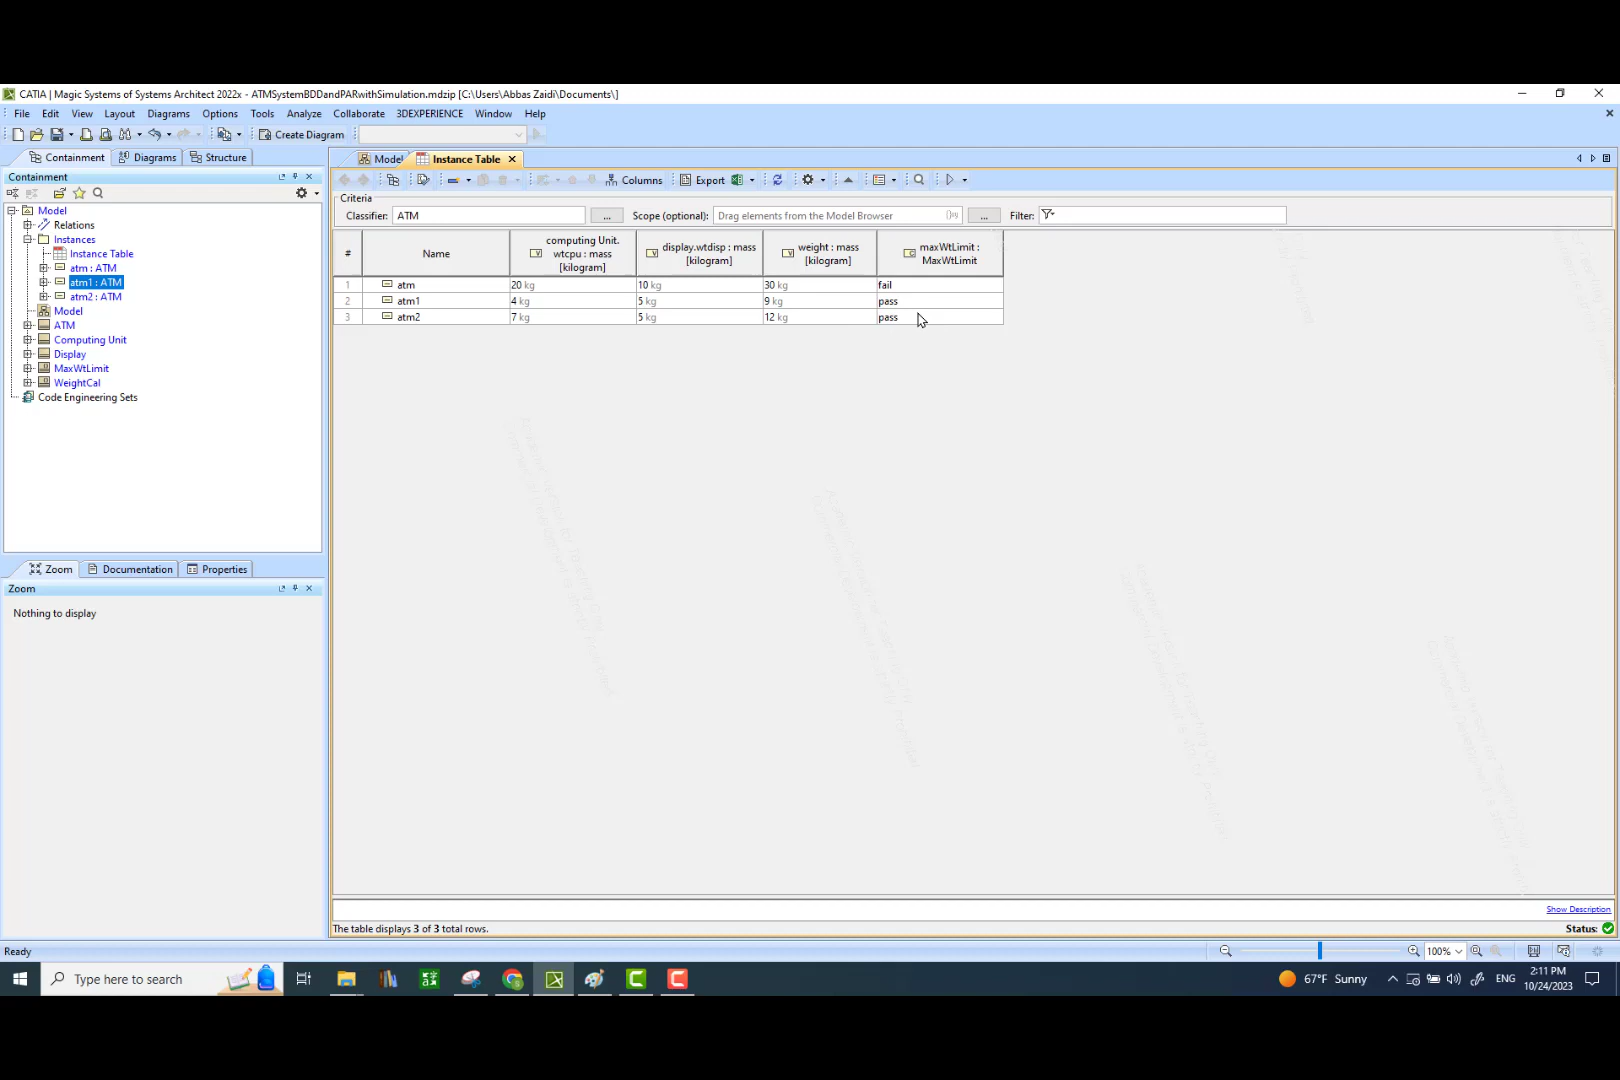 CATIA | Magic Systems of Systems Architect 2022x - ATMSystemBDDandPARwithSimulation.mdzip [C:\Users\Abbas Zaidi\Documents\]
File Edit View Layout Diagrams Options Tools Analyze Collaborate 3DEXPERIENCE Window Help
Create Diagram
Containment Diagrams Structure
Model Instance Table
Containment
Columns Export
Criteria
Classifier: ATM ... Scope (optional): Drag elements from the Model Browser ... Filter:
Model
Relations
Instances
Instance Table
atm : ATM
atm1 : ATM
atm2 : ATM
Model
ATM
Computing Unit
Display
MaxWtLimit
WeightCal
Code Engineering Sets
# Name computing Unit. wtcpu : mass [kilogram] display.wtdisp : mass [kilogram] weight : mass [kilogram] maxWtLimit : MaxWtLimit
1 atm 20 kg 10 kg 30 kg fail
2 atm1 4 kg 5 kg 9 kg pass
3 atm2 7 kg 5 kg 12 kg pass
Zoom Documentation Properties
Zoom
Nothing to display
Show Description
The table displays 3 of 3 total rows.
Status:
Ready
100%
Type here to search
67°F Sunny
ENG
2:11 PM
10/24/2023